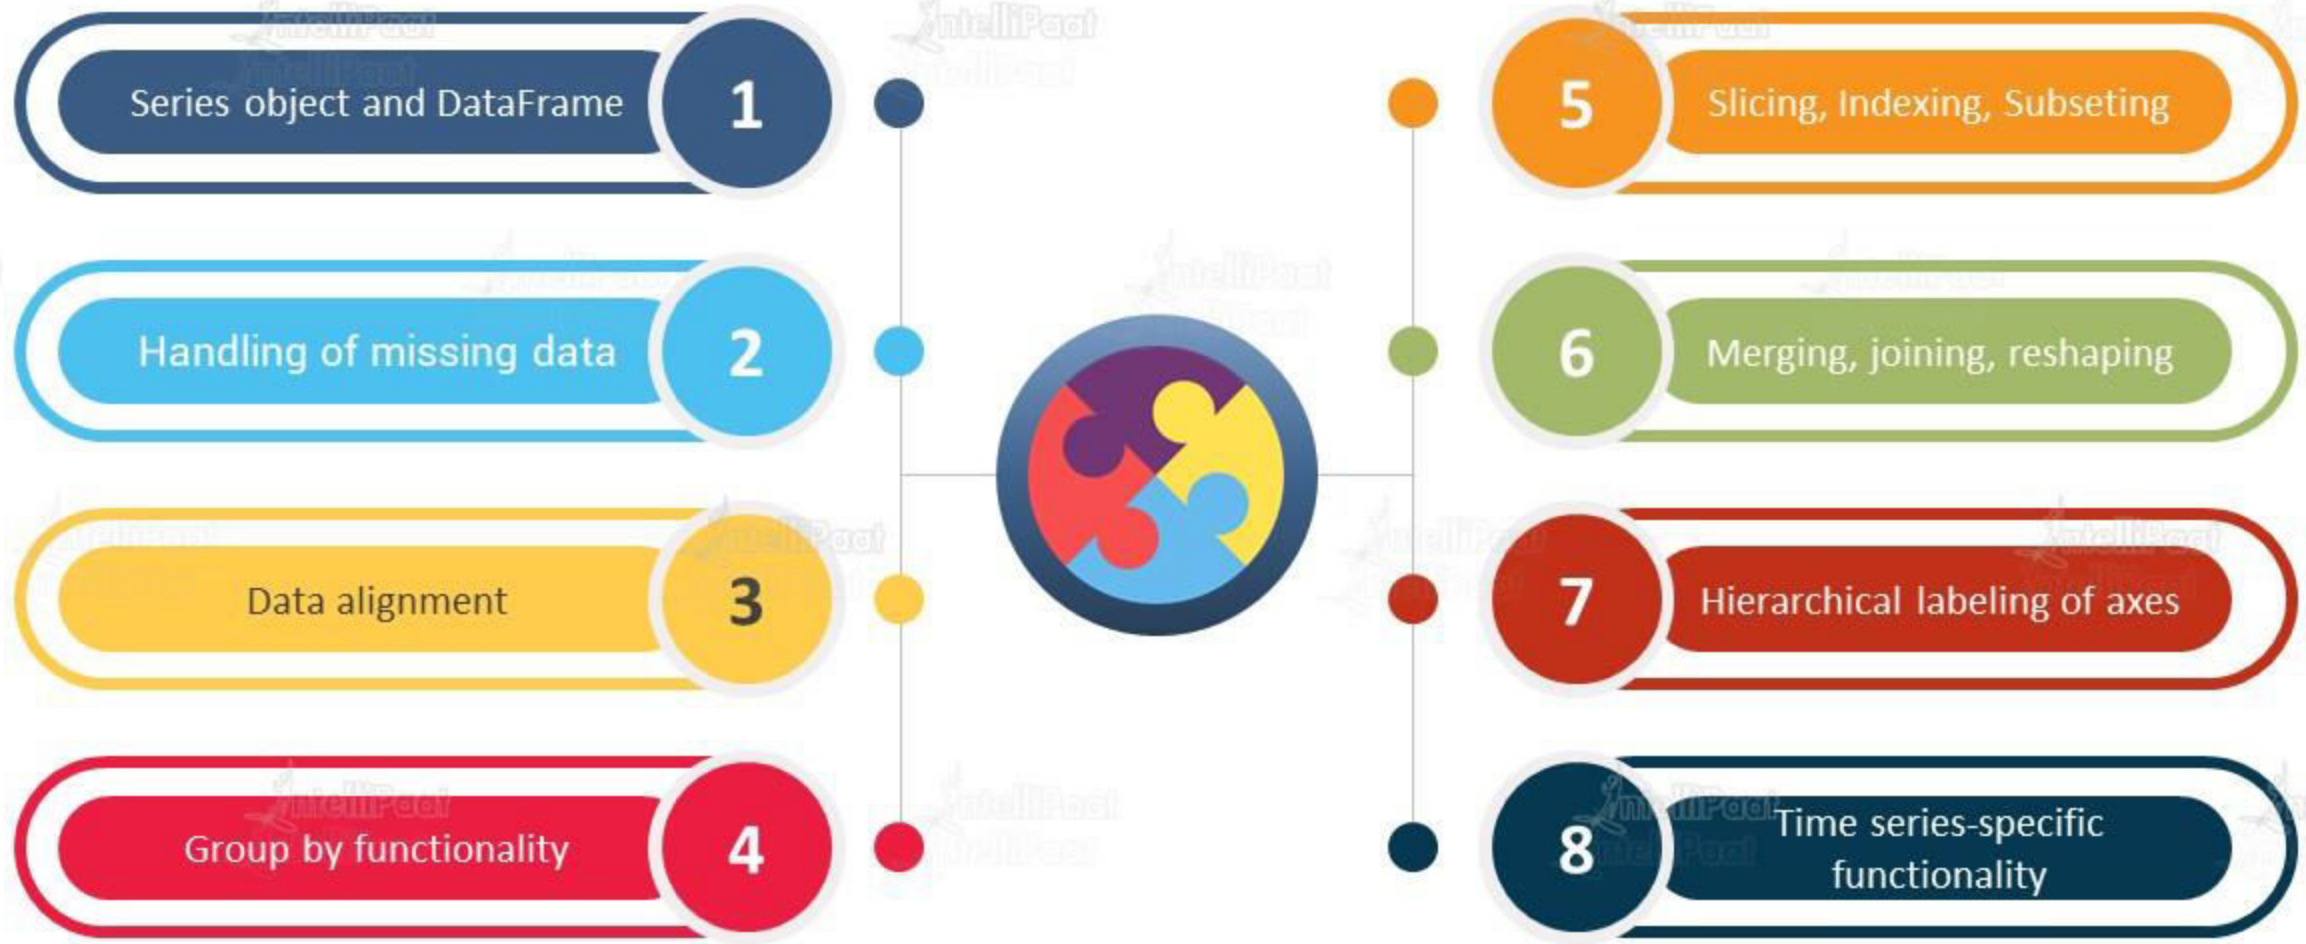 Series object and DataFrame
1
Handling of missing data
2
Data alignment
3
Group by functionality
4
5
Slicing, Indexing, Subseting
6
Merging, joining, reshaping
7
Hierarchical labeling of axes
8
Time series-specific
functionality
IntelliPaat